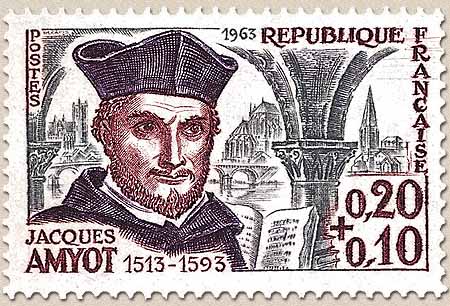 POSTES
1963 REPUBLIQUE
FRANÇAISE
0,20
+0,10
JACQUES
AMYOT 1513-1593